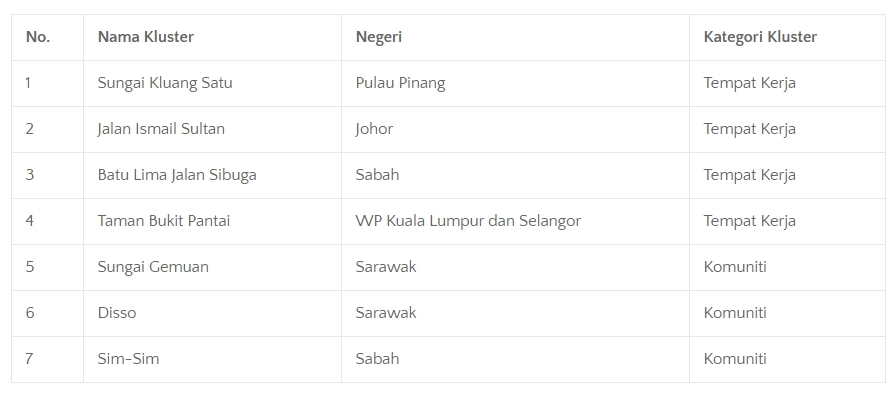 No. Nama Kluster Negeri Kategori Kluster
1 Sungai Kluang Satu Pulau Pinang Tempat Kerja
2 Jalan Ismail Sultan Johor Tempat Kerja
3 Batu Lima Jalan Sibuga Sabah Tempat Kerja
4 Taman Bukit Pantai WP Kuala Lumpur dan Selangor Tempat Kerja
5 Sungai Gemuan Sarawak Komuniti
6 Disso Sarawak Komuniti
7 Sim-Sim Sabah Komuniti